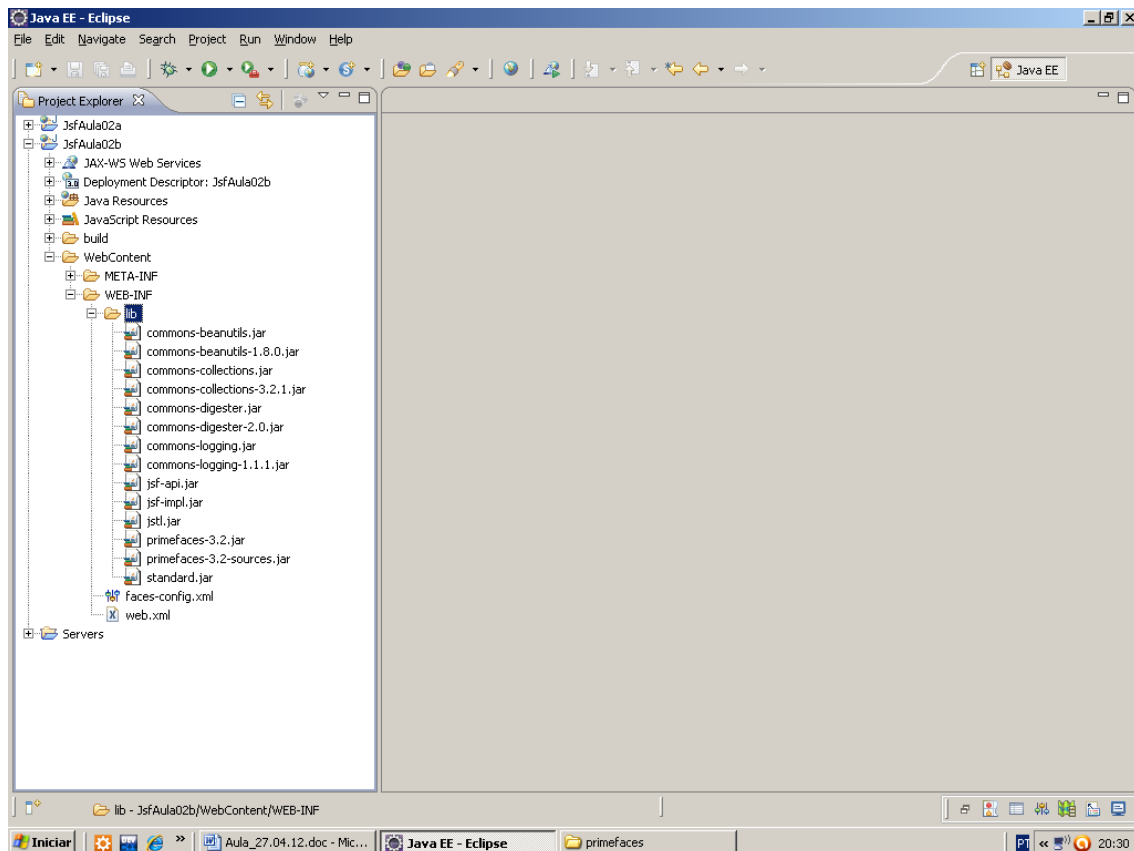 Java EE - Eclipse
File Edit Navigate Search Project Run Window Help
Java EE
Project Explorer
JsfAula02a
JsfAula02b
JAX-WS Web Services
3.0 Deployment Descriptor: JsfAula02b
Java Resources
JavaScript Resources
build
WebContent
META-INF
WEB-INF
lib
commons-beanutils.jar
commons-beanutils-1.8.0.jar
commons-collections.jar
commons-collections-3.2.1.jar
commons-digester.jar
commons-digester-2.0.jar
commons-logging.jar
commons-logging-1.1.1.jar
jsf-api.jar
jsf-impl.jar
jstl.jar
primefaces-3.2.jar
primefaces-3.2-sources.jar
standard.jar
faces-config.xml
X web.xml
Servers
lib - JsfAula02b/WebContent/WEB-INF
Iniciar » Aula_27.04.12.doc - Mic... Java EE - Eclipse primefaces PT « 20:30